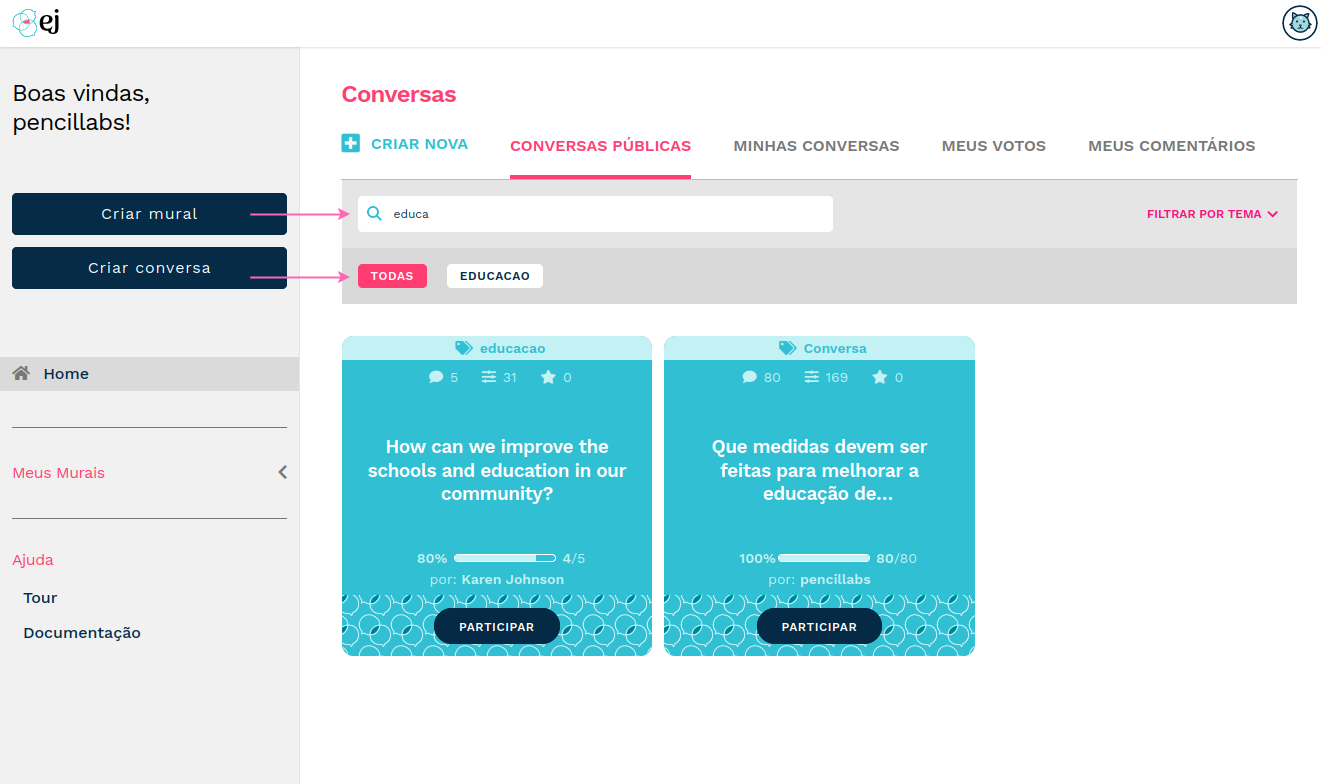 ej
Boas vindas,
pencillabs!
Criar mural
Criar conversa
Home
Meus Murais
Ajuda
Tour
Documentação
Conversas
CRIAR NOVA
CONVERSAS PÚBLICAS
MINHAS CONVERSAS
MEUS VOTOS
MEUS COMENTÁRIOS
educa
FILTRAR POR TEMA
TODAS
EDUCACAO
educacao
5 31 0
How can we improve the
schools and education in our
community?
80% 4/5
por: Karen Johnson
PARTICIPAR
Conversa
80 169 0
Que medidas devem ser
feitas para melhorar a
educação de...
100% 80/80
por: pencillabs
PARTICIPAR